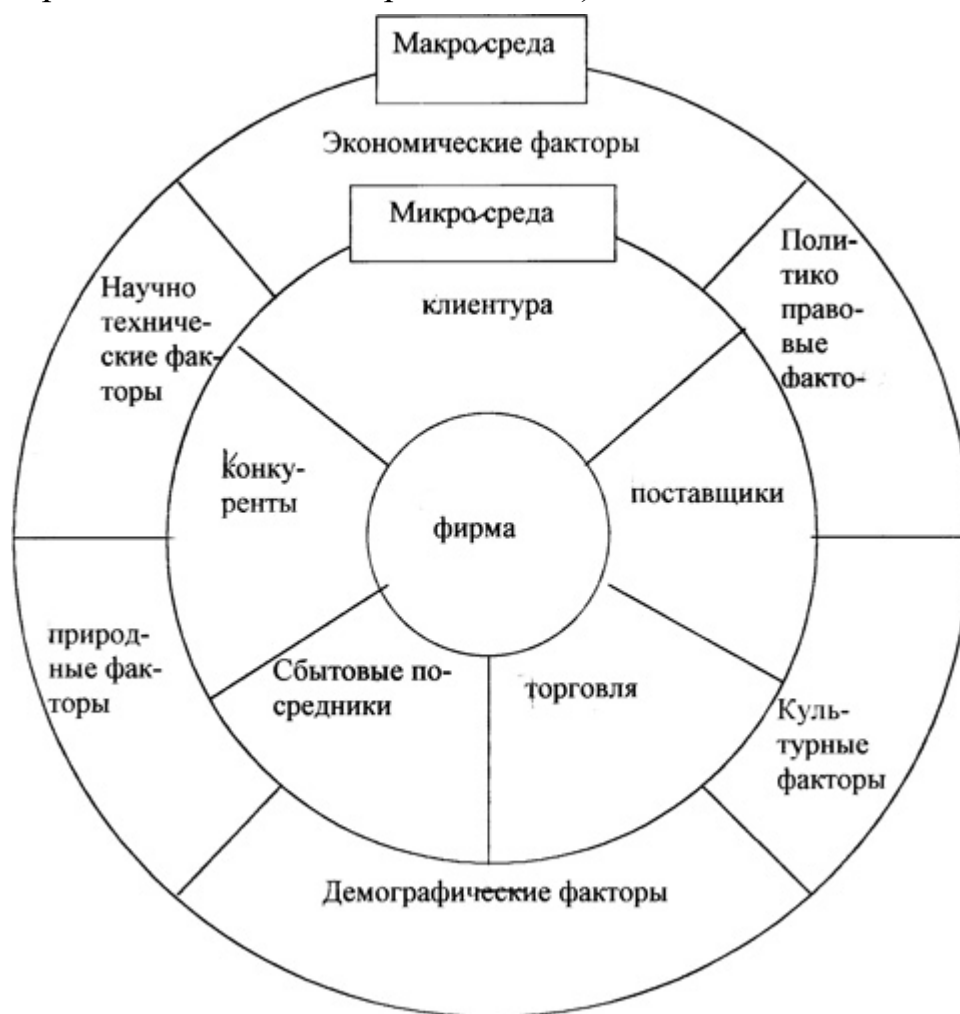 Макро-среда
Экономические факторы
Микро-среда
Поли-
тико
право-
вые
факто-
Научно
техниче-
ские фак-
торы
клиентура
конку-
ренты
поставщики
фирма
природ-
ные фак-
торы
Сбытовые по-
средники
торговля
Куль-
турные
факторы
Демографические факторы